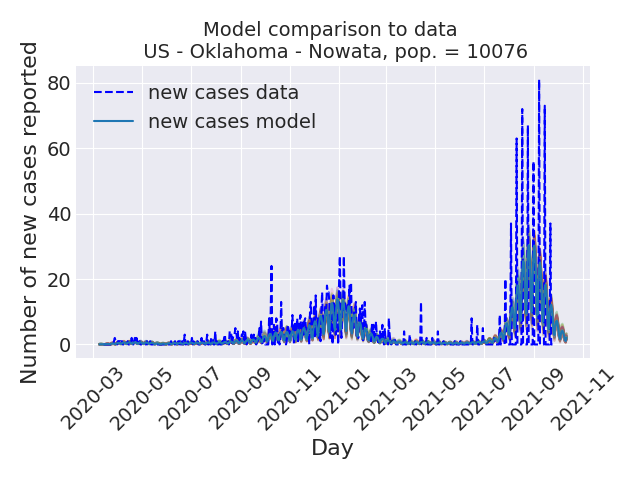 Model comparison to data
US - Oklahoma - Nowata, pop. = 10076
Number of new cases reported
80
60
40
20
0
new cases data
new cases model
2020-03
2020-05
2020-07
2020-09
2020-11
2021-01
2021-03
2021-05
2021-07
2021-09
2021-11
Day